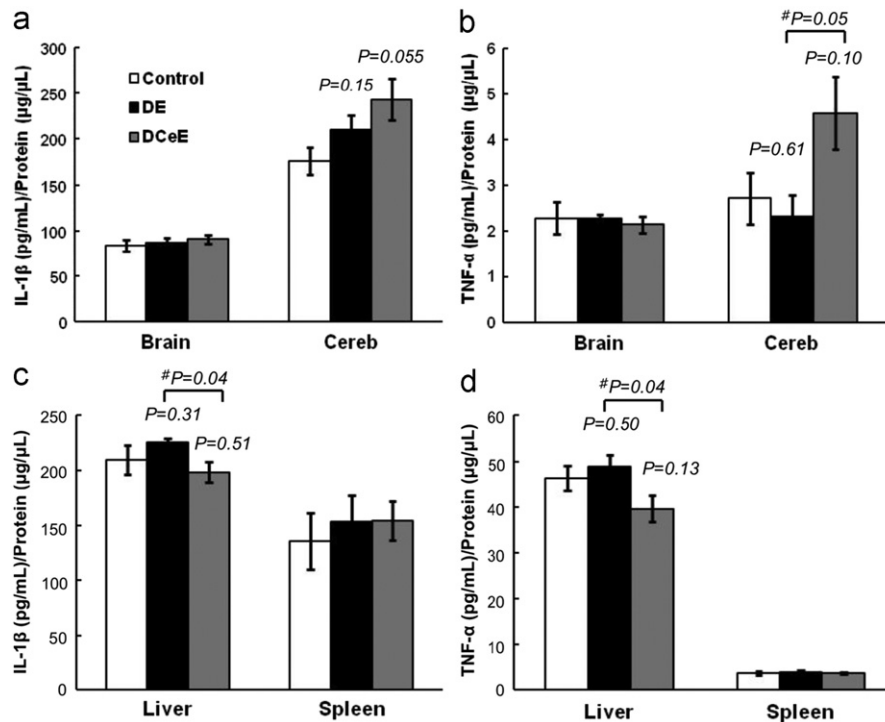 a
IL-1β (pg/mL)/Protein (µg/µL)
300
250
200
150
100
50
0
Control
DE
DCeE
P=0.15
P=0.055
Brain
Cereb
b
TNF-α (pg/mL)/Protein (µg/µL)
6
5
4
3
2
1
0
#P=0.05
P=0.10
P=0.61
Brain
Cereb
c
IL-1β (pg/mL)/Protein (µg/µL)
250
200
150
100
50
0
#P=0.04
P=0.31
P=0.51
Liver
Spleen
d
TNF-α (pg/mL)/Protein (µg/µL)
60
50
40
30
20
10
0
#P=0.04
P=0.50
P=0.13
Liver
Spleen